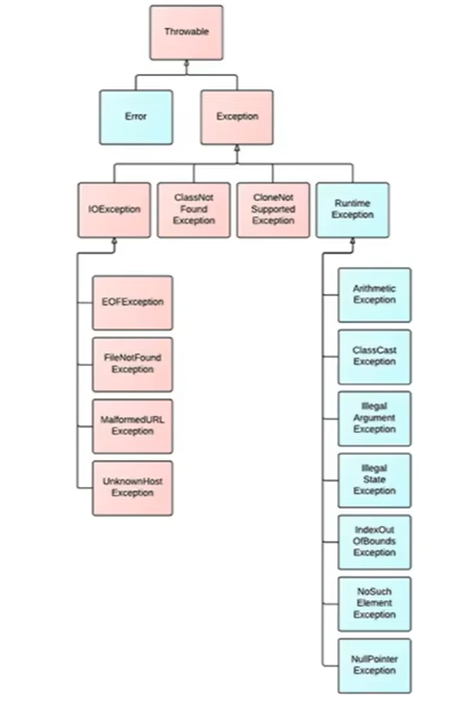 Throwable
Error
Exception
IOException
ClassNot
Found
Exception
CloneNot
Supported
Exception
Runtime
Exception
EOFException
FileNotFound
Exception
MalformedURL
Exception
UnknownHost
Exception
Arithmetic
Exception
ClassCast
Exception
Illegal
Argument
Exception
Illegal
State
Exception
IndexOut
OfBounds
Exception
NoSuch
Element
Exception
NullPointer
Exception